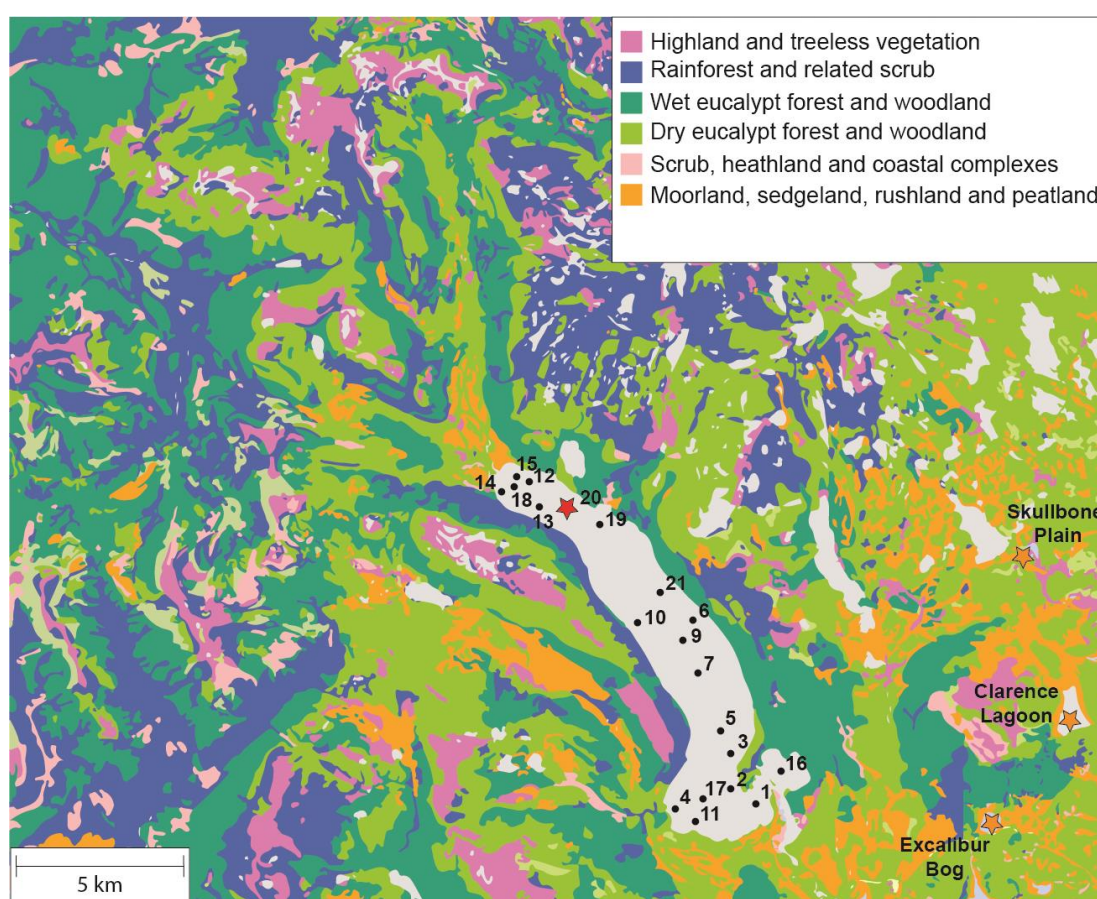 Highland and treeless vegetation
Rainforest and related scrub
Wet eucalypt forest and woodland
Dry eucalypt forest and woodland
Scrub, heathland and coastal complexes
Moorland, sedgeland, rushland and peatland
15
14
12
18
20
13
19
Skullbone
Plain
21
10
6
9
7
Clarence
Lagoon
5
3
16
2
17
4
1
11
Excalibur
Bog
5 km